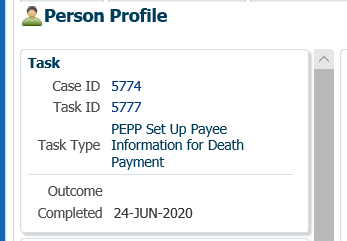 Person Profile
Task
Case ID 5774
Task ID 5777
Task Type PEPP Set Up Payee
Information for Death
Payment
Outcome
Completed 24-JUN-2020